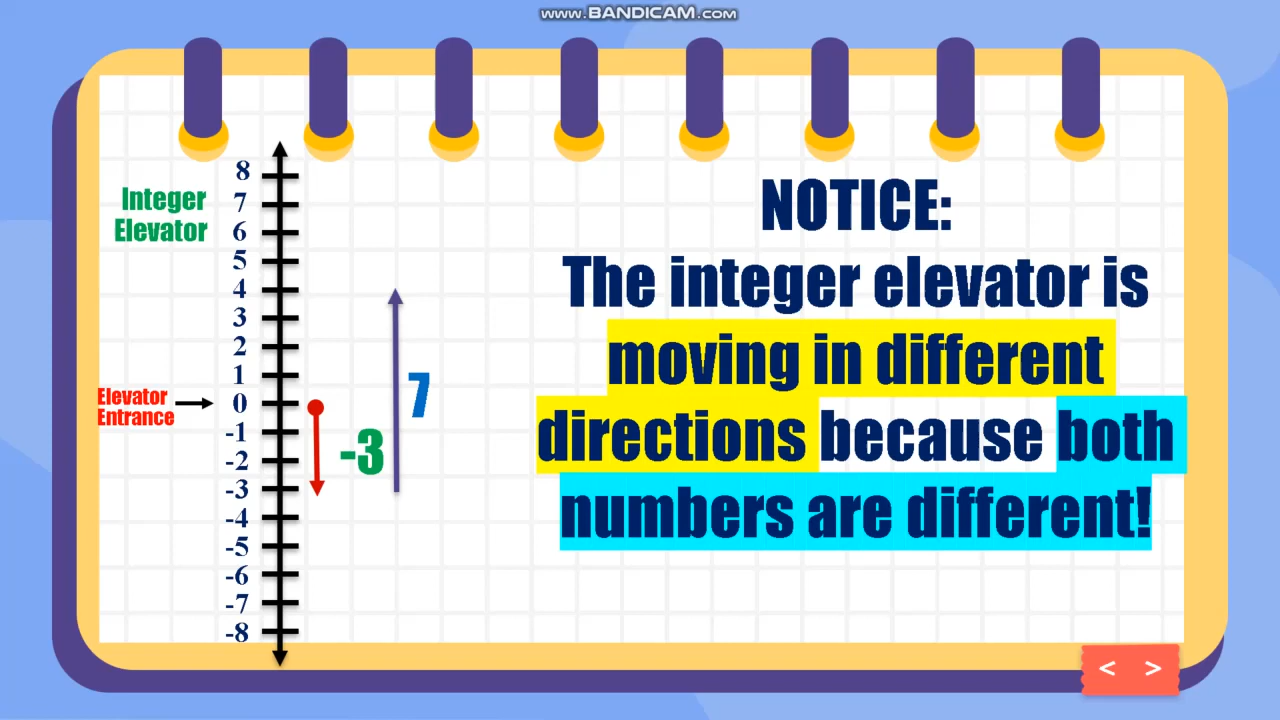 www.BANDICAM.com
NOTICE:
The integer elevator is
moving in different
directions because both
numbers are different!
Integer
Elevator
Elevator
Entrance
8
7
6
5
4
3
2
1
0
-1
-2
-3
-4
-5
-6
-7
-8
-3
7
< >